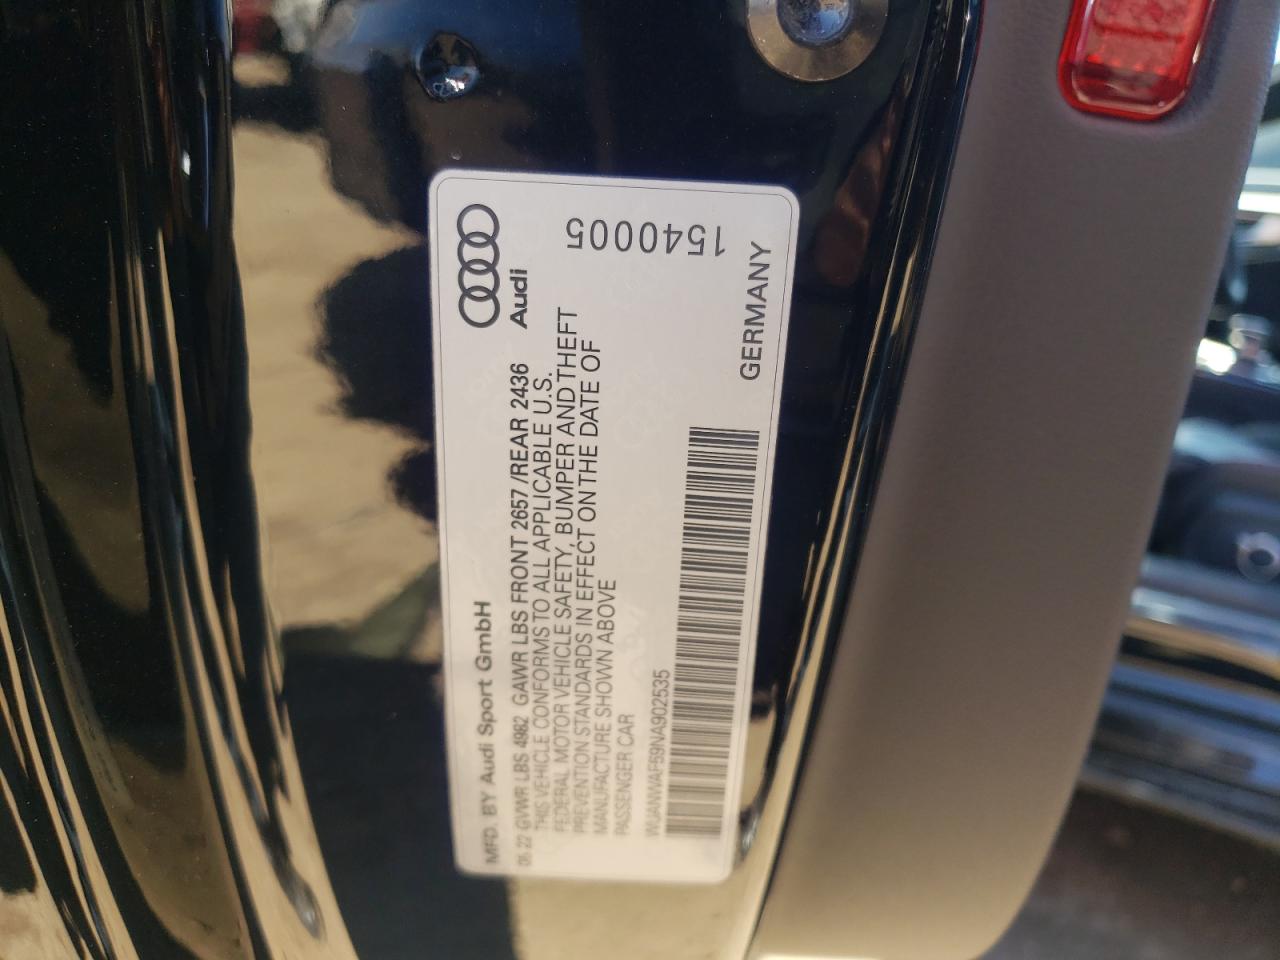 Audi
1540005
MFD. BY Audi Sport GmbH
05 22 GVWR LBS 4982 GAWR LBS FRONT 2657 /REAR 2436
THIS VEHICLE CONFORMS TO ALL APPLICABLE U.S.
FEDERAL MOTOR VEHICLE SAFETY, BUMPER AND THEFT
PREVENTION STANDARDS IN EFFECT ON THE DATE OF
MANUFACTURE SHOWN ABOVE
PASSENGER CAR
WUAWAF59NA902535
GERMANY